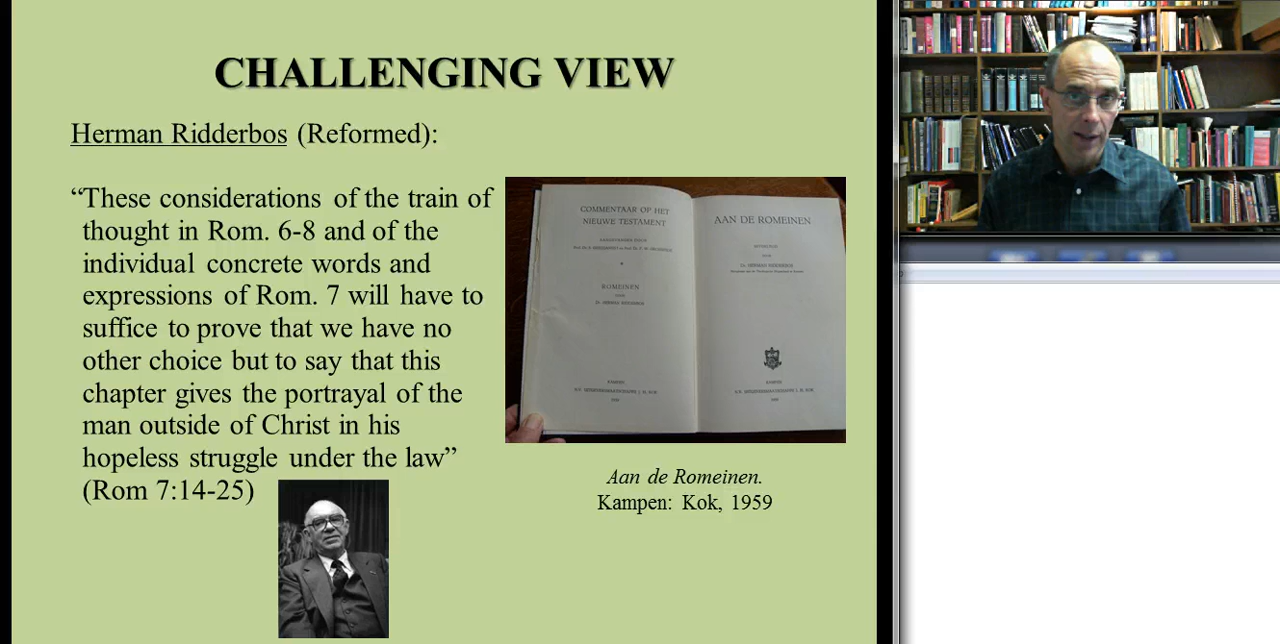 CHALLENGING VIEW
Herman Ridderbos (Reformed):
“These considerations of the train of
thought in Rom. 6-8 and of the
individual concrete words and
expressions of Rom. 7 will have to
suffice to prove that we have no
other choice but to say that this
chapter gives the portrayal of the
man outside of Christ in his
hopeless struggle under the law”
(Rom 7:14-25)
COMMENTAAR OP HET
NIEUWE TESTAMENT
ROMEINEN
AAN DE ROMEINEN
DOOR
KAMPEN
KAMPEN
Aan de Romeinen.
Kampen: Kok, 1959